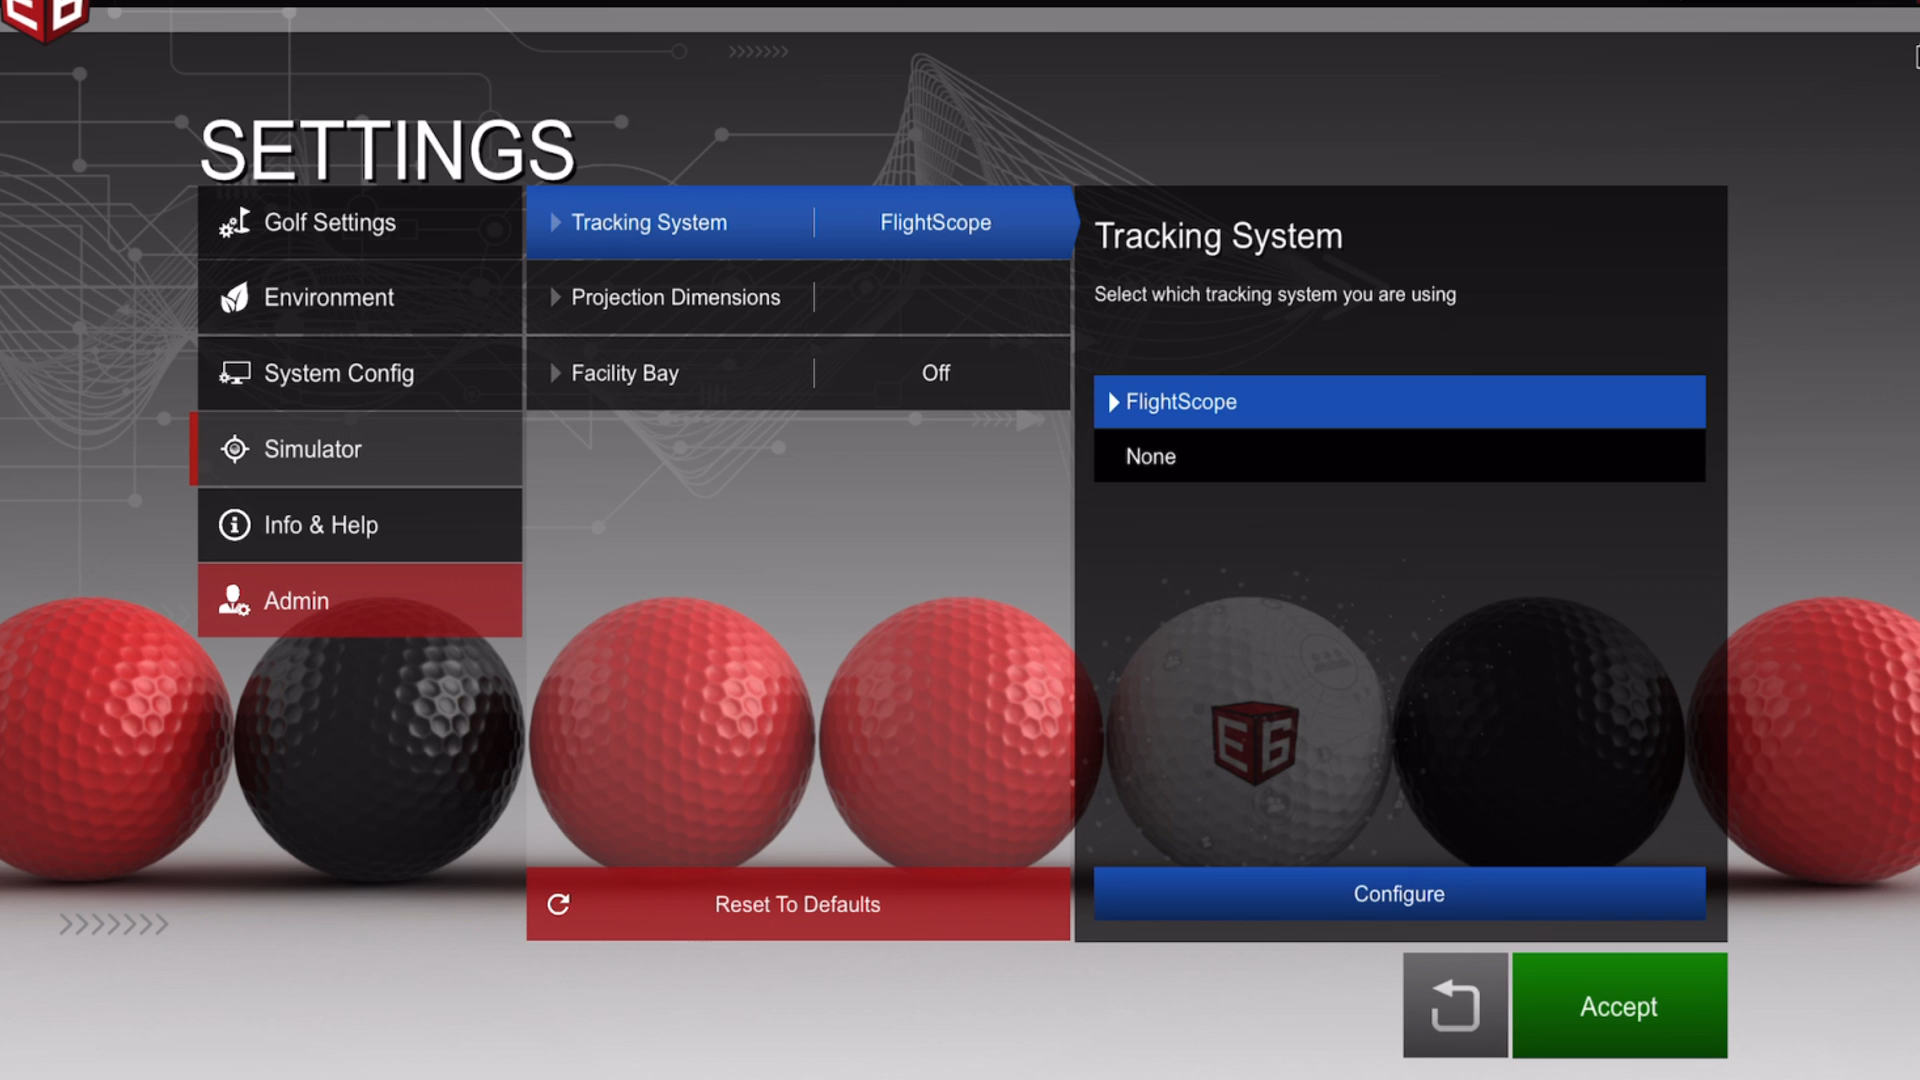 E6
SETTINGS
Golf Settings
Environment
System Config
Simulator
Info & Help
Admin
Tracking System
FlightScope
Projection Dimensions
Facility Bay
Off
Reset To Defaults
Tracking System
Select which tracking system you are using
FlightScope
None
E6
Configure
Accept